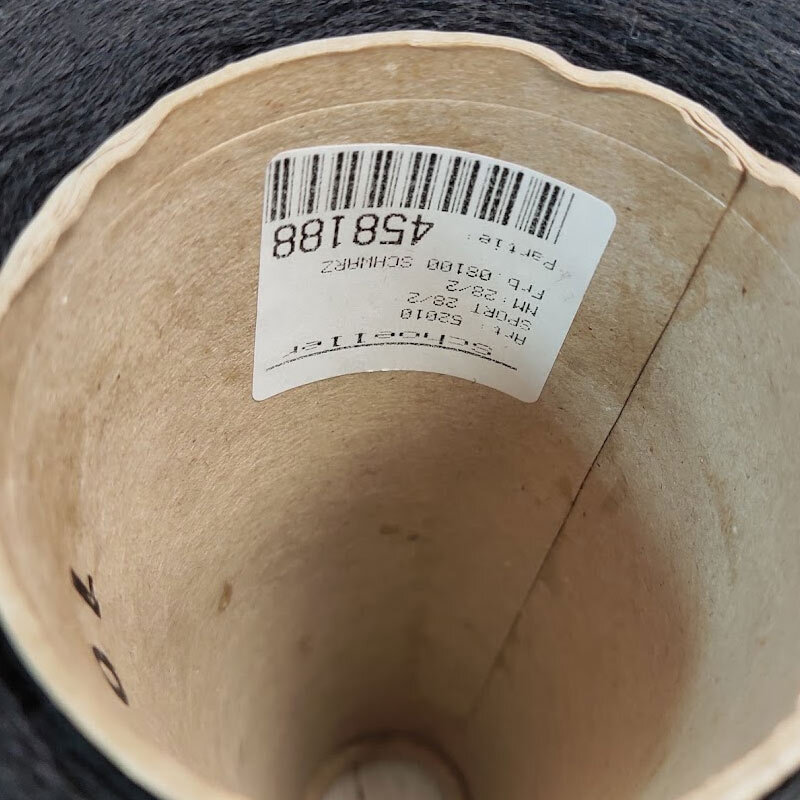 Schoeller
Art: 52010
SPORT 28/2
NM: 28/2
Frb 08100 SCHWARZ
Partie: 458188